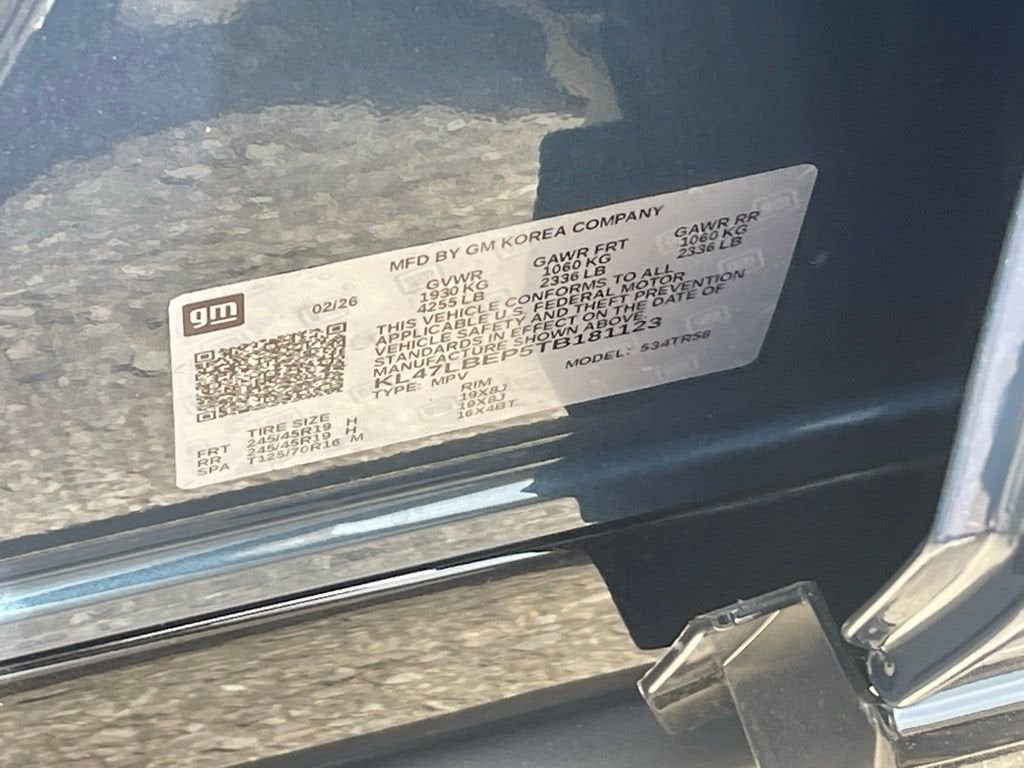 MFD BY GM KOREA COMPANY
gm
02/26
GVWR GAWR FRT GAWR RR
1930 KG 1060 KG 1060 KG
4255 LB 2336 LB 2336 LB
THIS VEHICLE CONFORMS TO ALL
APPLICABLE U.S. FEDERAL MOTOR
VEHICLE SAFETY AND THEFT PREVENTION
STANDARDS IN EFFECT ON THE DATE OF
MANUFACTURE SHOWN ABOVE.
KL47LBEP5TB181123
TYPE: MPV MODEL: 534TR58
TIRE SIZE RIM
FRT 245/45R19 H 19X8J
RR 245/45R19 H 19X8J
SPA T125/70R16 M 16X4BT